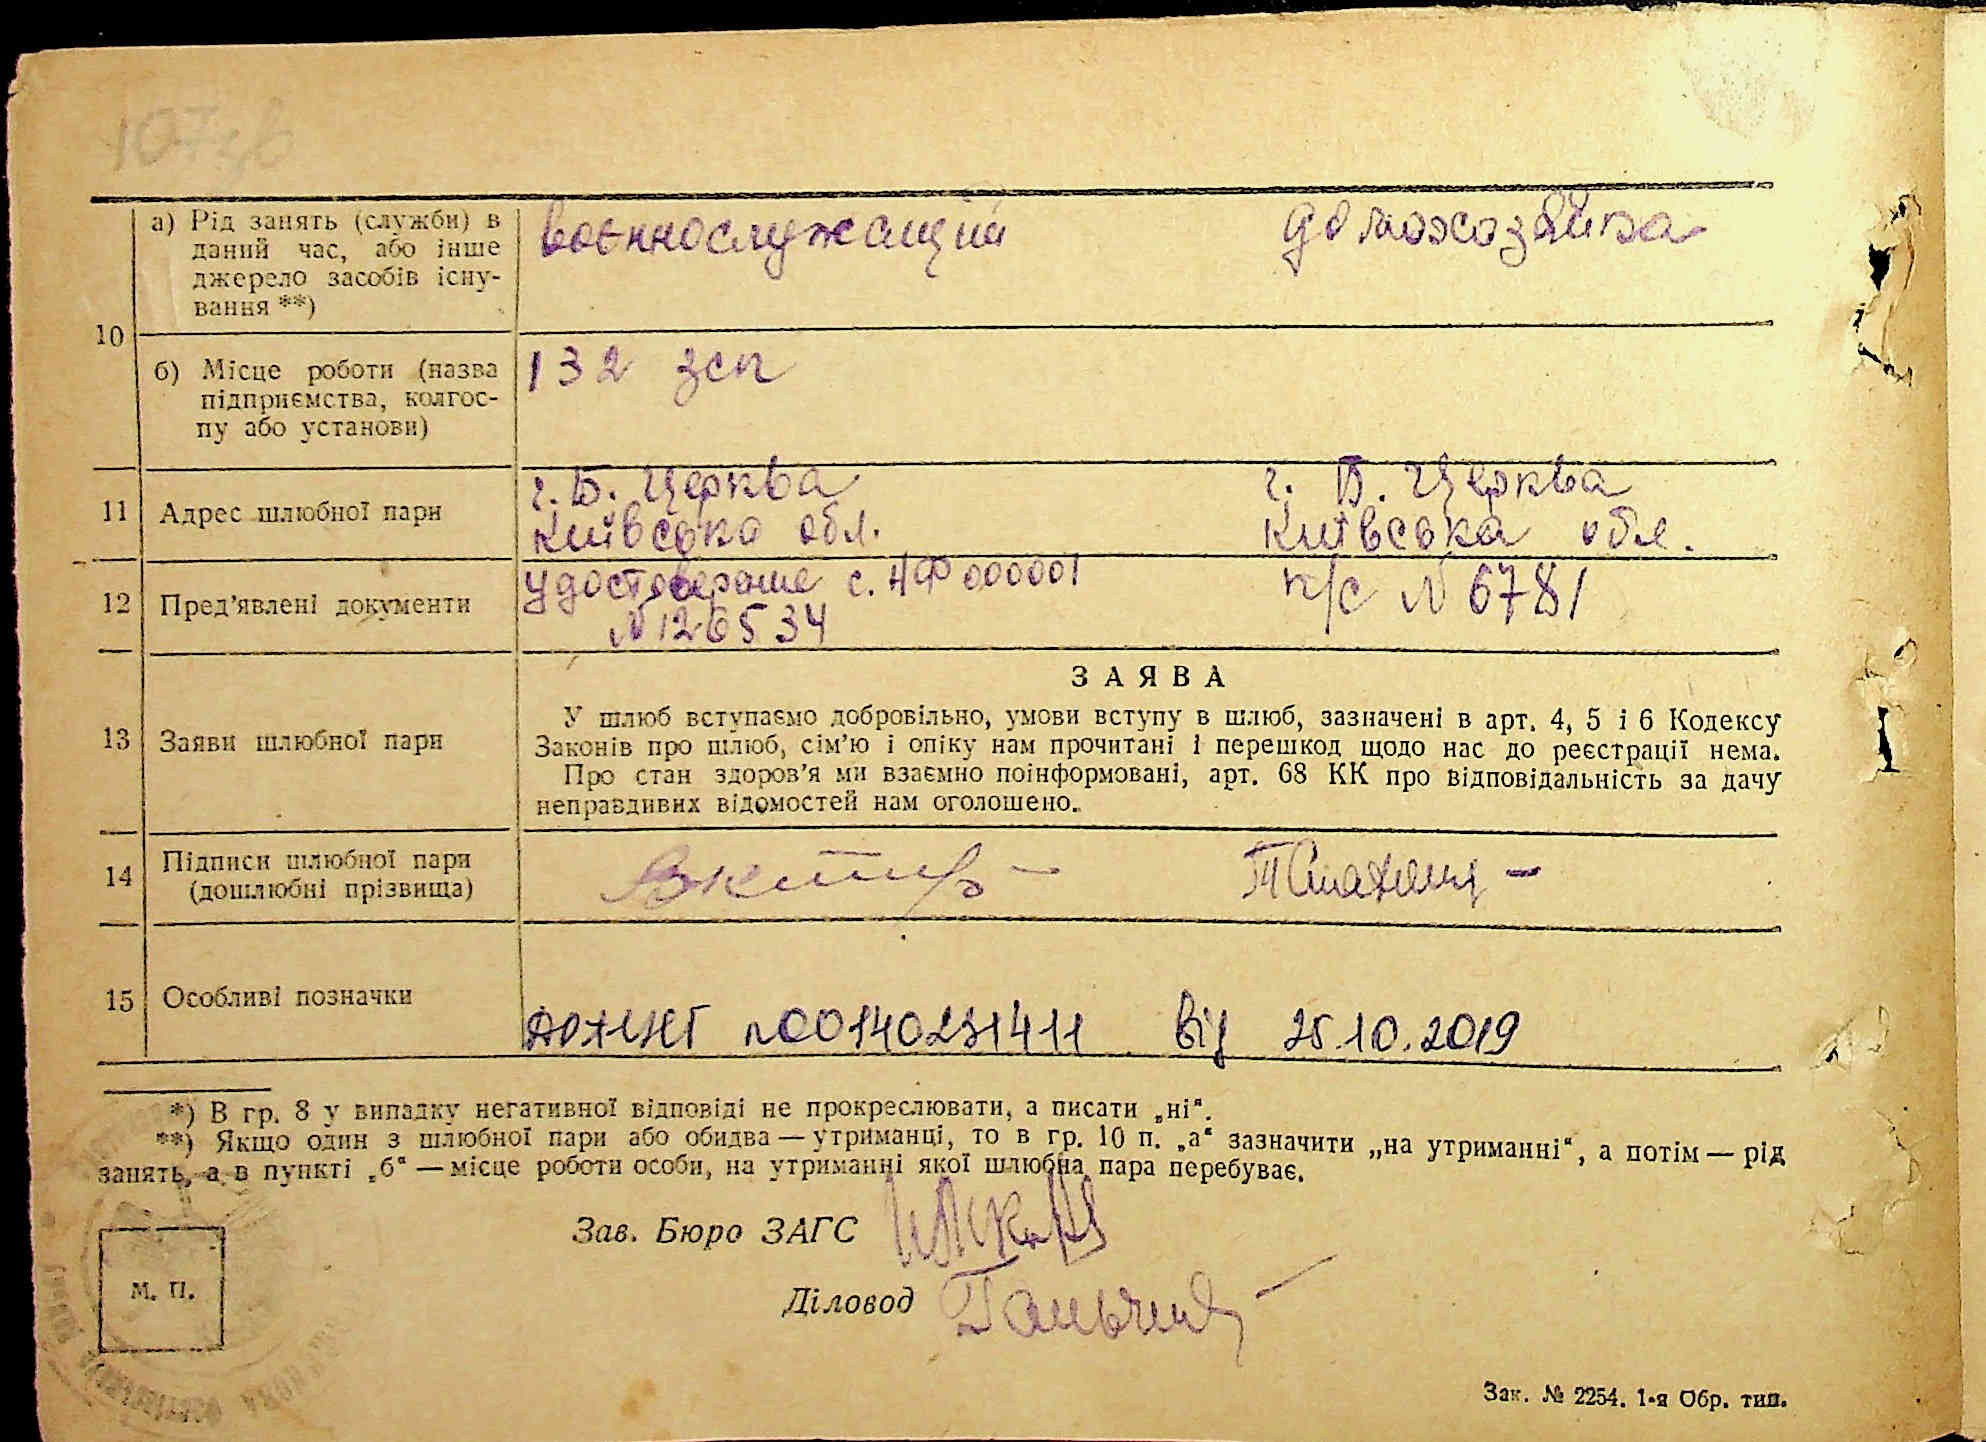 107 зв
а) Рід занять (служби) в
даний час, або інше
джерело засобів існу-
вання **)
воєннослужащий
домохозяйка
10
б) Місце роботи (назва
підприємства, колгос-
пу або установи)
132 зсп
11
Адрес шлюбної пари
г. Б. Церква
Київська обл.
г. Б. Церква
Київська обл.
12
Пред'явлені документи
с. НФ 000001
№ 126534
п/с № 6781
13
Заяви шлюбної пари
ЗАЯВА
У шлюб вступаємо добровільно, умови вступу в шлюб, зазначені в арт. 4, 5 і 6 Кодексу
Законів про шлюб, сім'ю і опіку нам прочитані і перешкод щодо нас до реєстрації нема.
Про стан здоров'я ми взаємно поінформовані, арт. 68 КК про відповідальність за дачу
неправдивих відомостей нам оголошено.
14
Підписи шлюбної пари
(дошлюбні прізвища)
15
Особливі позначки
00140231411 від 25.10.2019
*) В гр. 8 у випадку негативної відповіді не прокреслювати, а писати „ні“.
**) Якщо один з шлюбної пари або обидва — утриманці, то в гр. 10 п. „а“ зазначити „на утриманні“, а потім — рід
занять, а в пункті „б“ — місце роботи особи, на утриманні якої шлюбна пара перебуває.
Зав. Бюро ЗАГС
Діловод
М. П.
Зак. № 2254. 1-я Обр. тип.